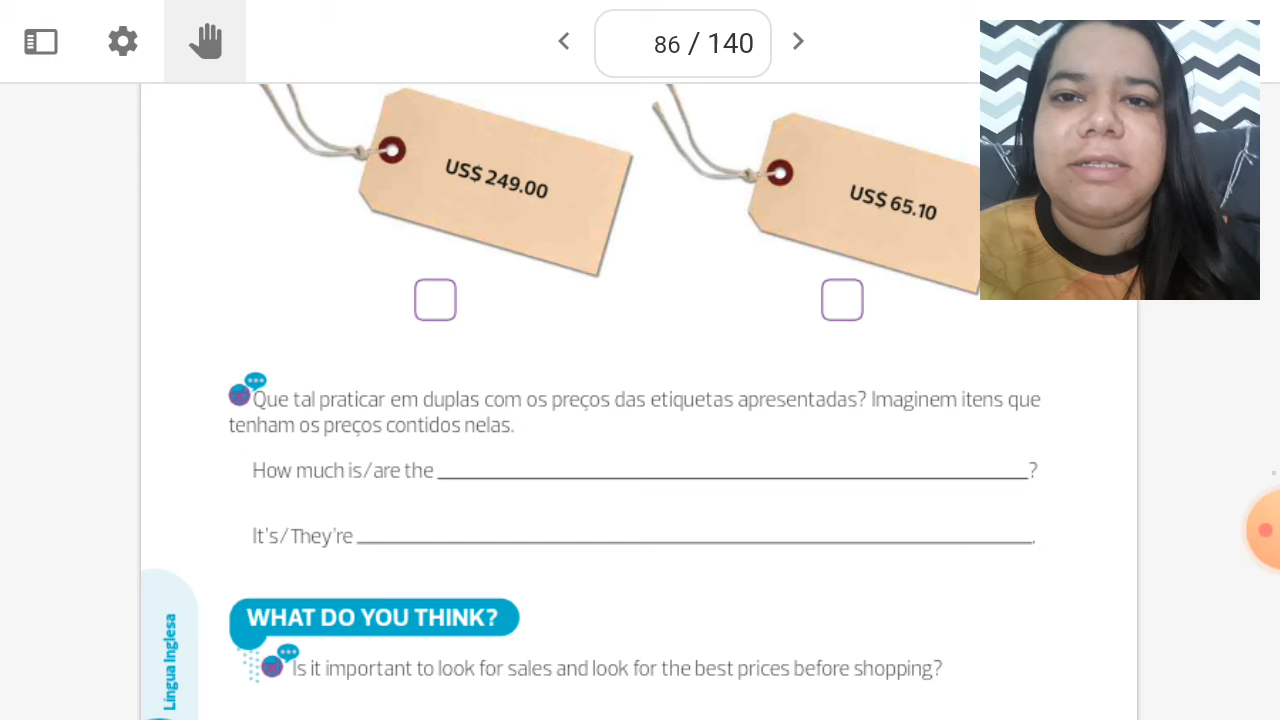 86 / 140
US$ 249.00
US$ 65.10
Que tal praticar em duplas com os preços das etiquetas apresentadas? Imaginem itens que
tenham os preços contidos nelas.
How much is/are the ?
It's/They're .
WHAT DO YOU THINK?
Is it important to look for sales and look for the best prices before shopping?
Língua Inglesa